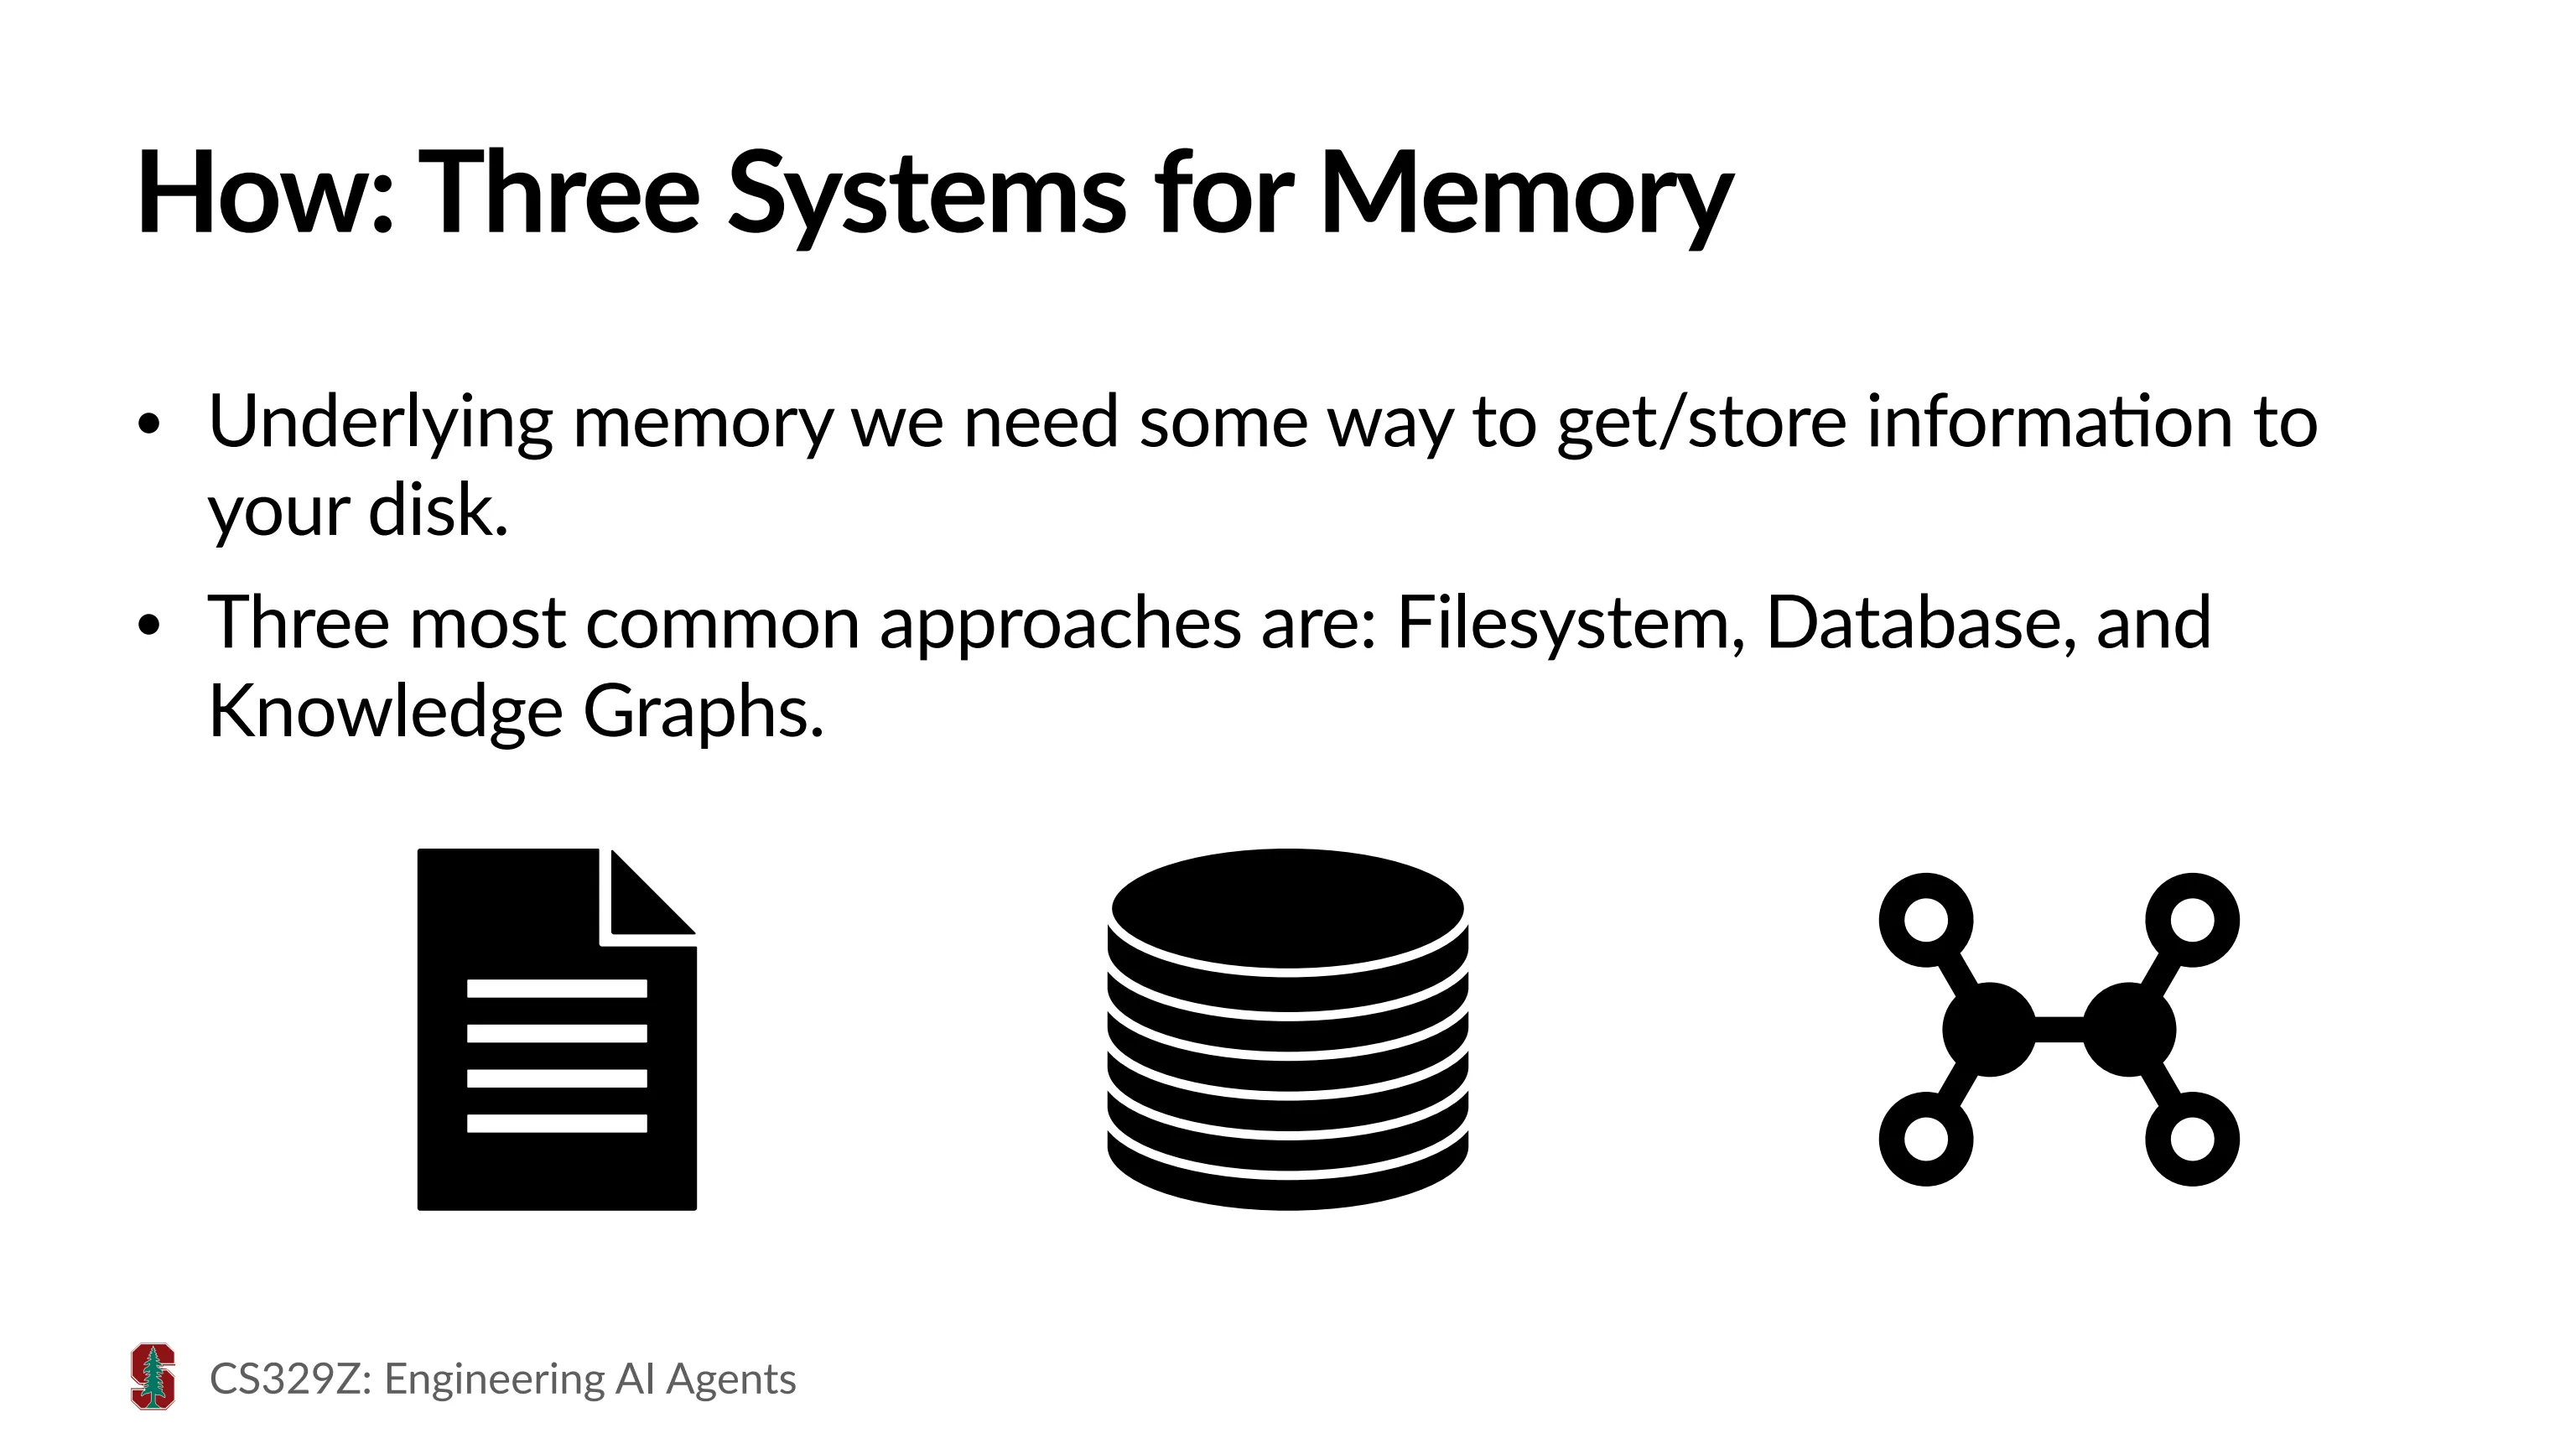 How: Three Systems for Memory
• Underlying memory we need some way to get/store information to
your disk.
• Three most common approaches are: Filesystem, Database, and
Knowledge Graphs.
CS329Z: Engineering AI Agents